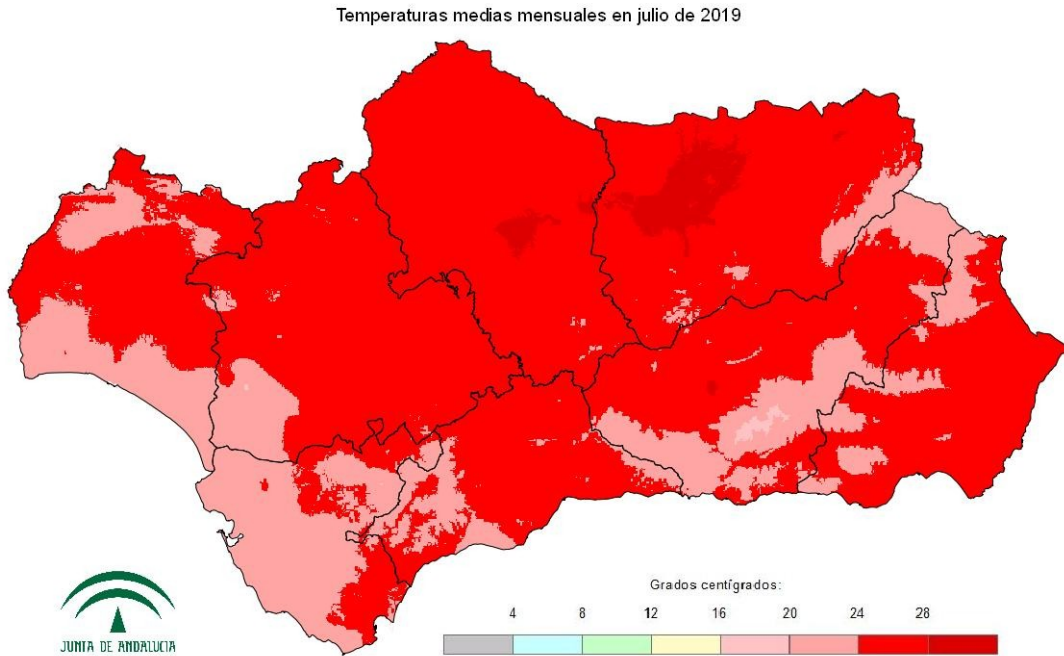 Temperaturas medias mensuales en julio de 2019
Grados centígrados:
4 8 12 16 20 24 28
JUNTA DE ANDALUCIA